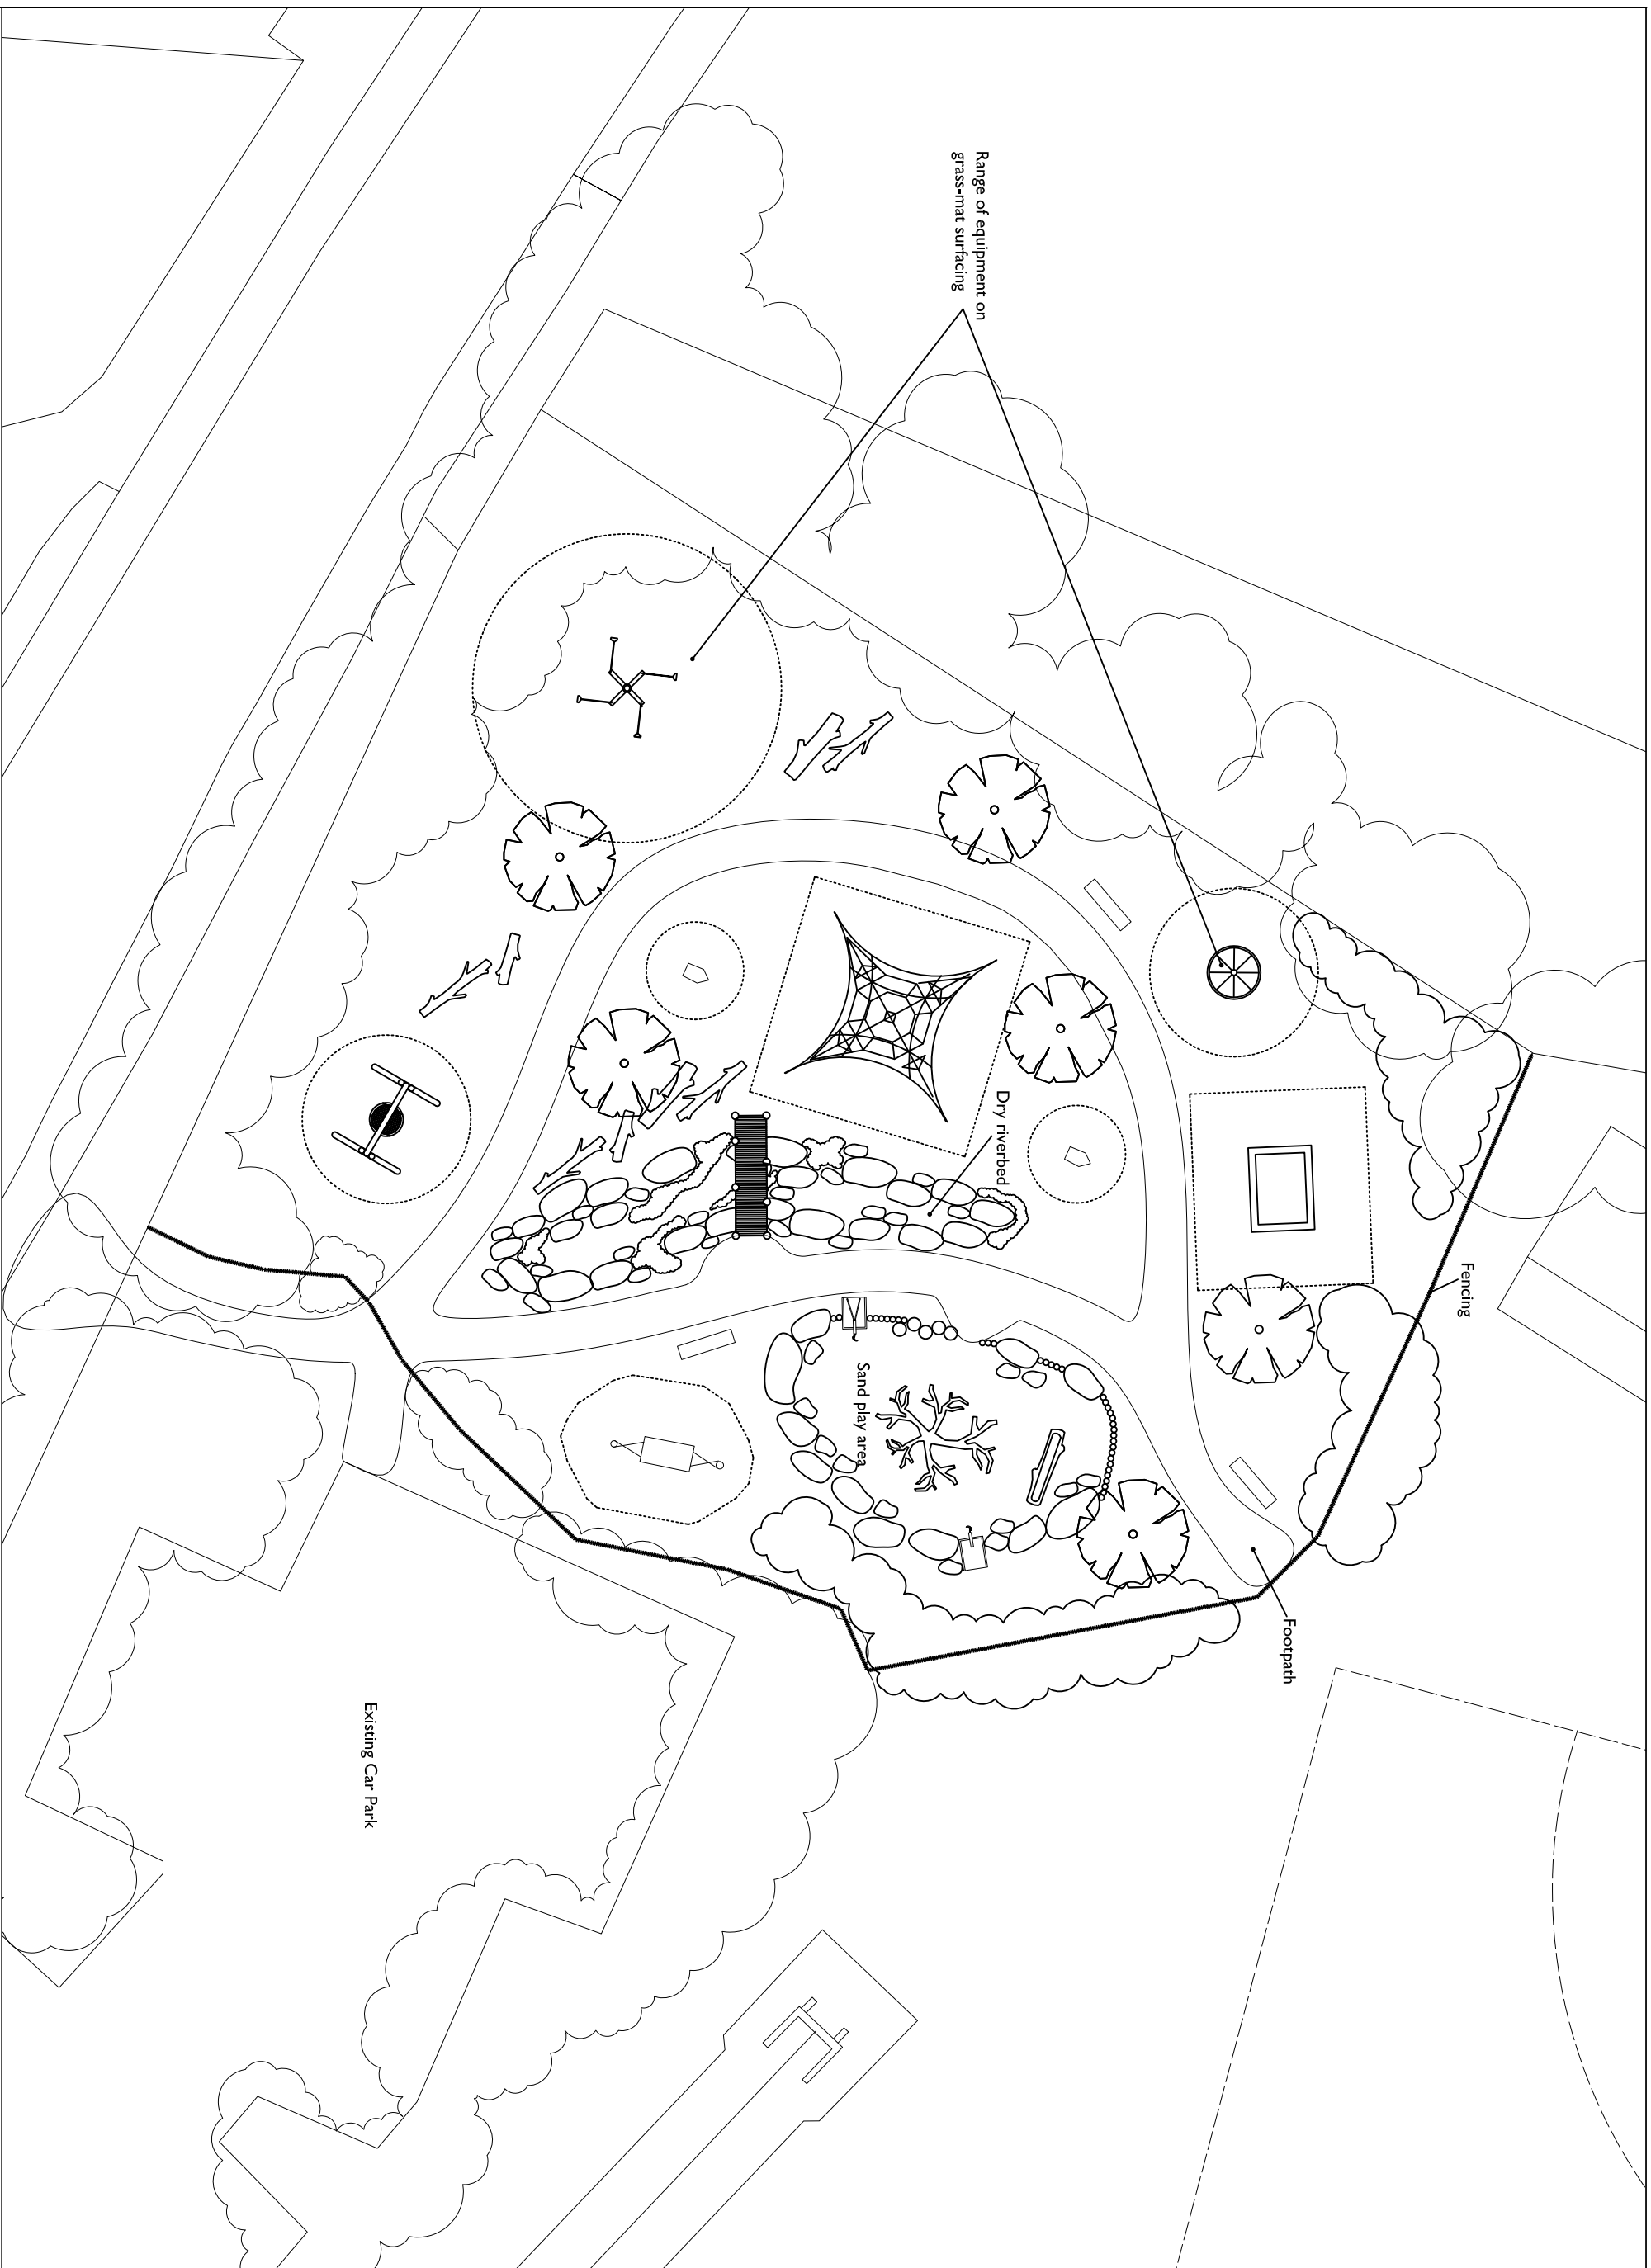 Range of equipment on
grass-mat surfacing
Dry riverbed
Fencing
Sand play area
Footpath
Existing Car Park